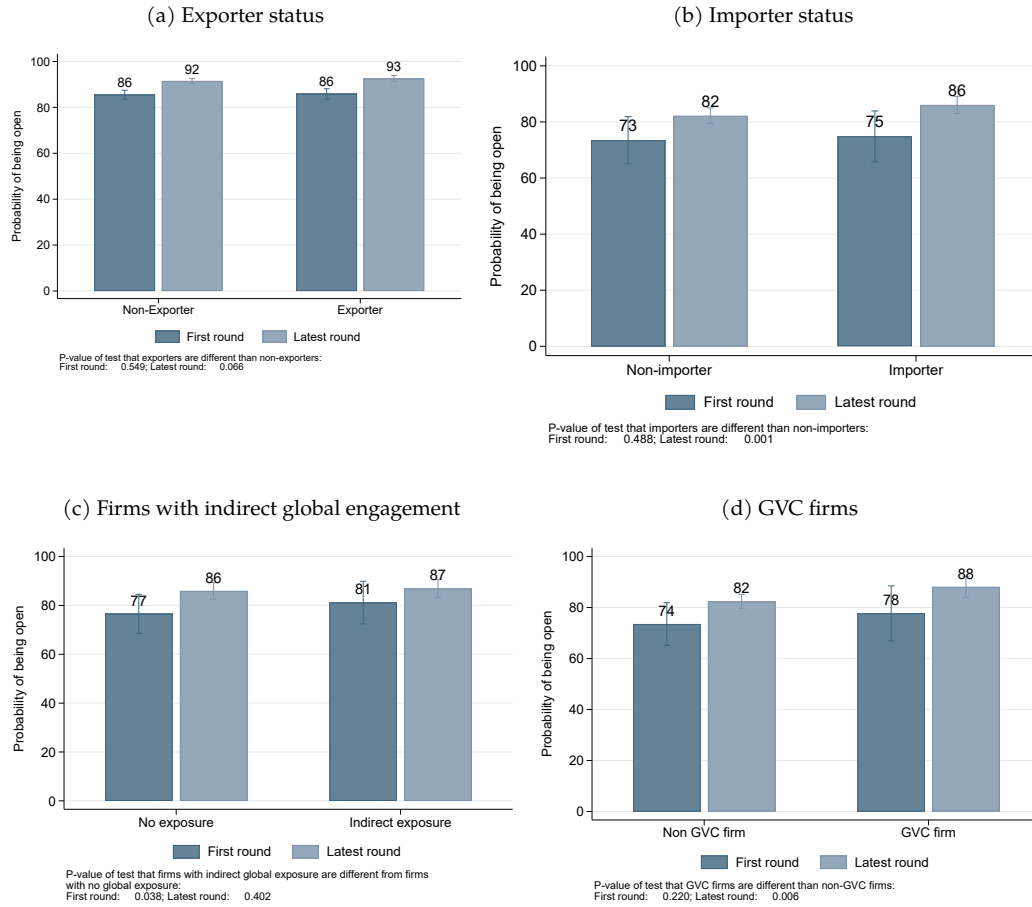 (a) Exporter status
Probability of being open
100
80
60
40
20
0
86
92
86
93
Non-Exporter
Exporter
First round
Latest round
P-value of test that exporters are different than non-exporters:
First round: 0.549; Latest round: 0.066
(b) Importer status
Probability of being open
100
80
60
40
20
0
73
82
75
86
Non-importer
Importer
First round
Latest round
P-value of test that importers are different than non-importers:
First round: 0.488; Latest round: 0.001
(c) Firms with indirect global engagement
Probability of being open
100
80
60
40
20
0
77
86
81
87
No exposure
Indirect exposure
First round
Latest round
P-value of test that firms with indirect global exposure are different from firms
with no global exposure:
First round: 0.038; Latest round: 0.402
(d) GVC firms
Probability of being open
100
80
60
40
20
0
74
82
78
88
Non GVC firm
GVC firm
First round
Latest round
P-value of test that GVC firms are different than non-GVC firms:
First round: 0.220; Latest round: 0.006